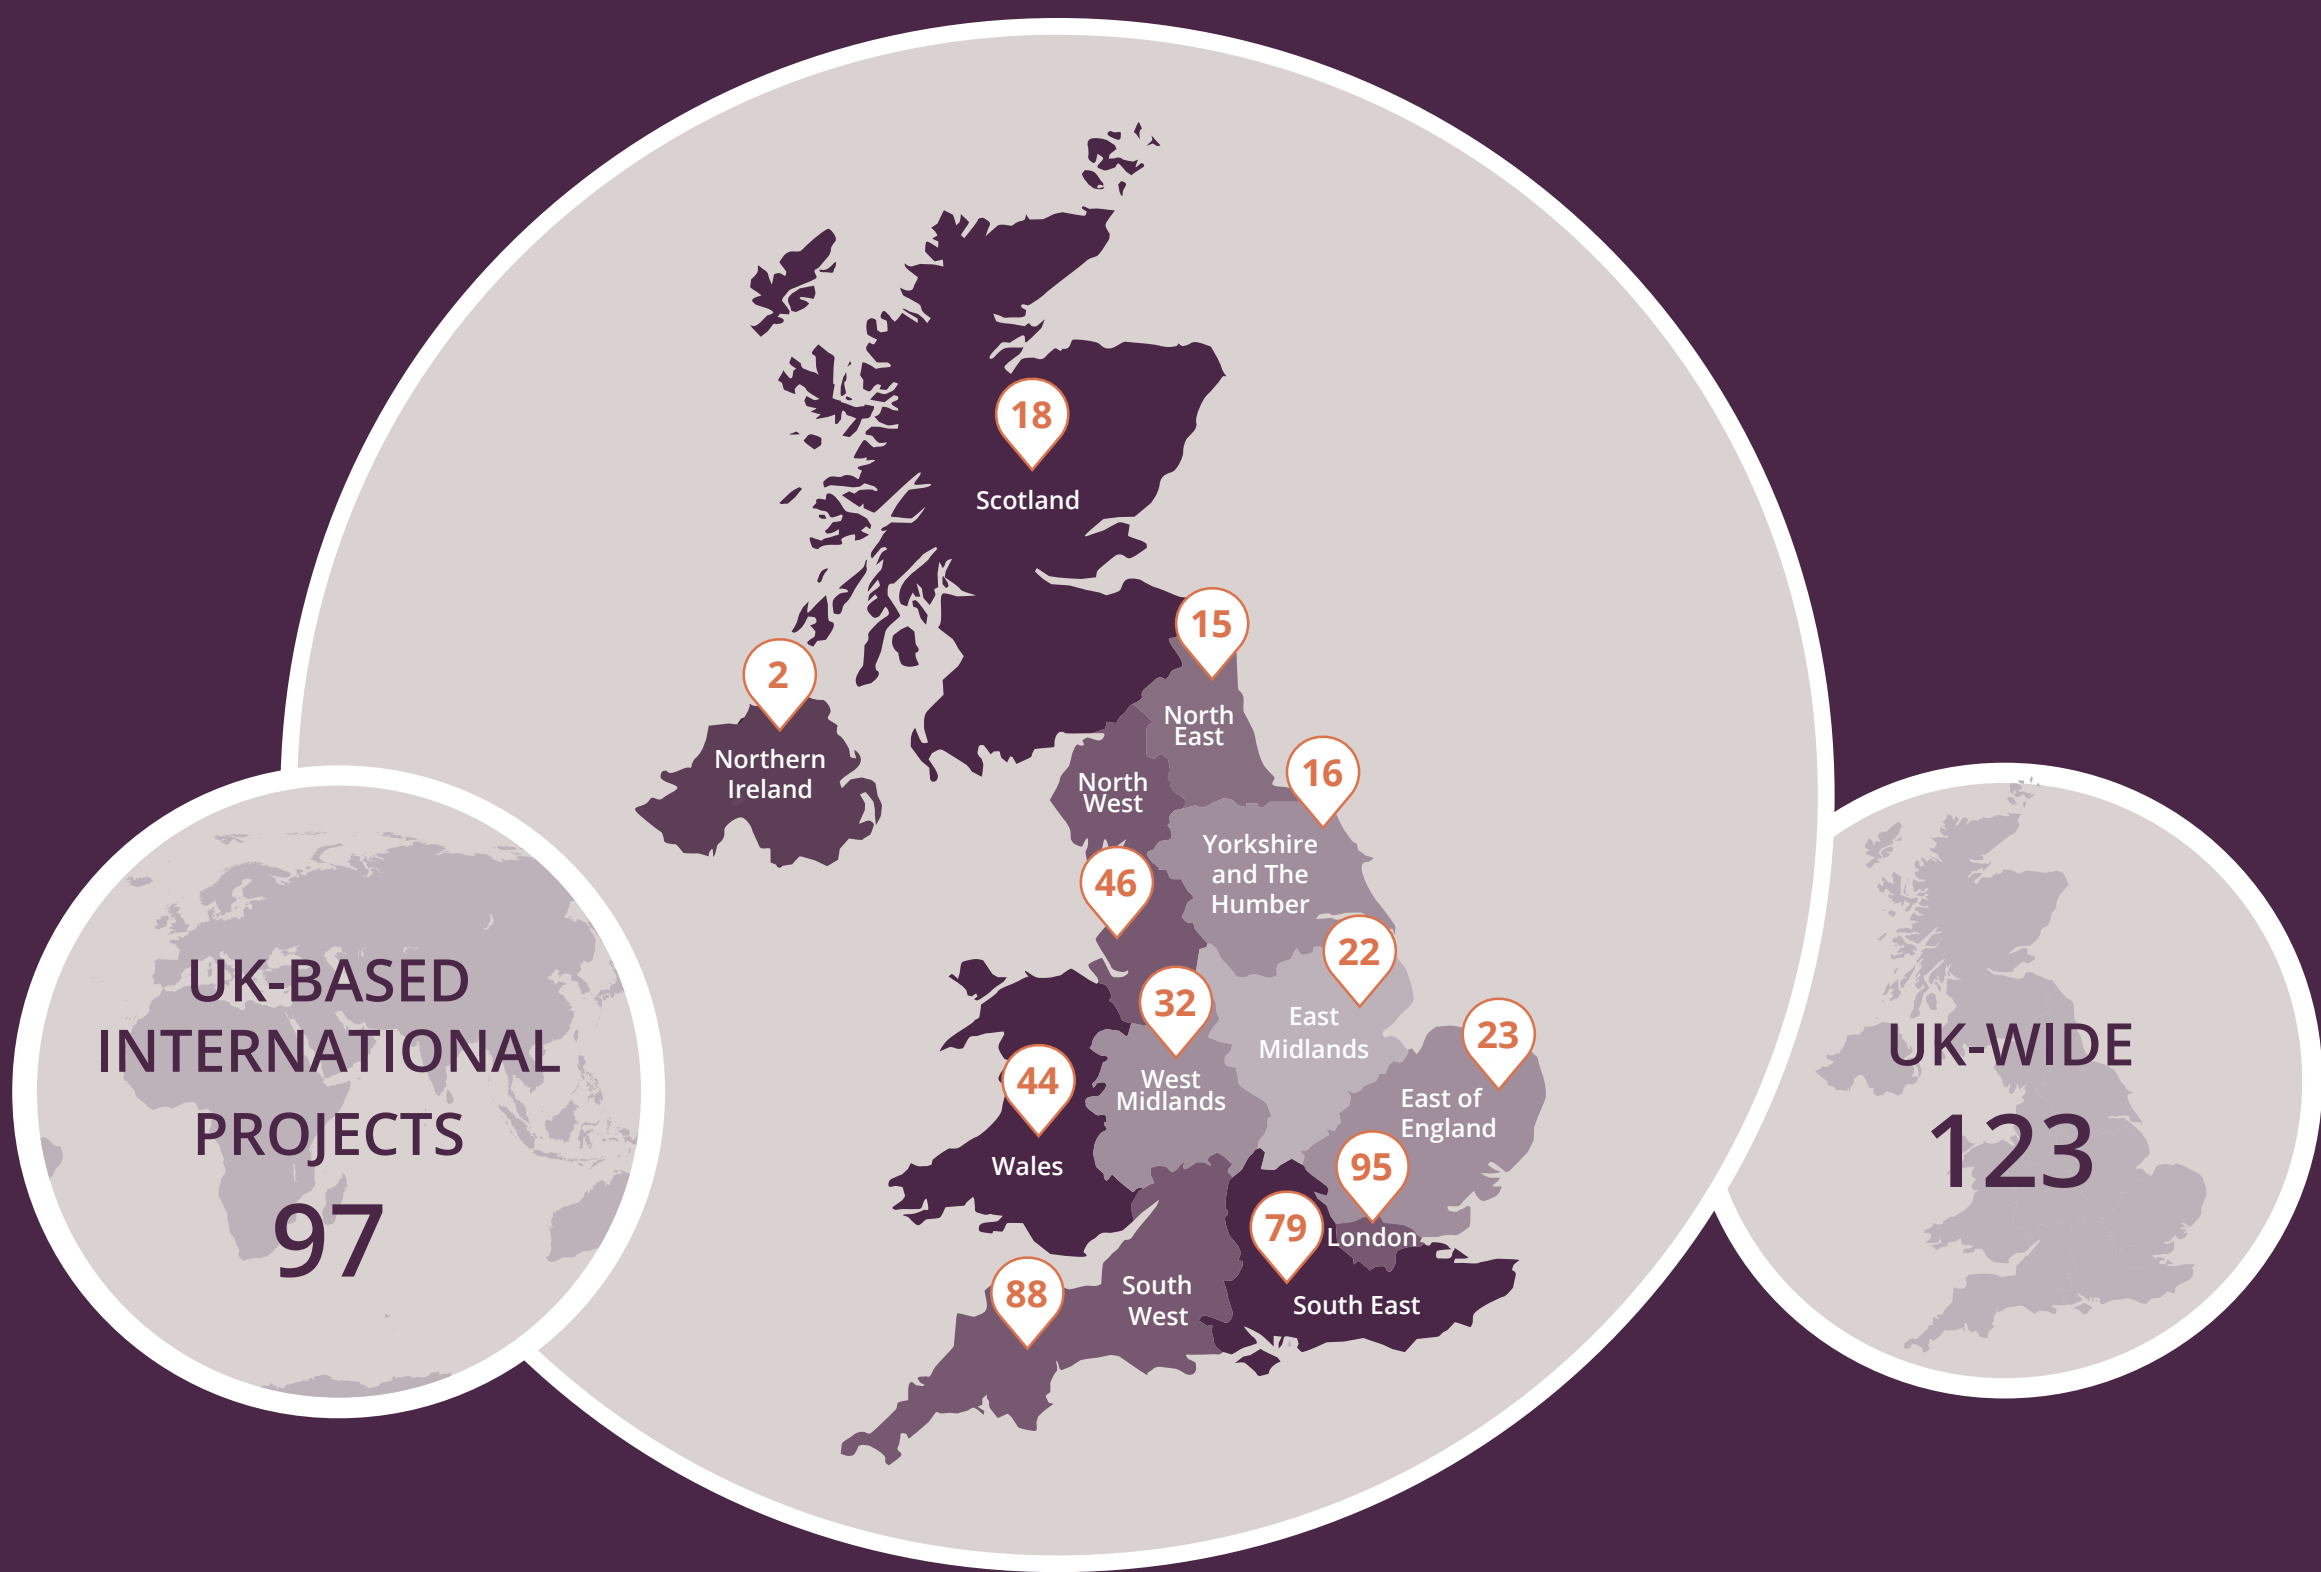 18
Scotland
15
North
East
2
Northern
Ireland
North
West
16
Yorkshire
and The
Humber
46
22
East
Midlands
32
West
Midlands
23
East of
England
44
Wales
95
London
79
South East
88
South
West
UK-BASED
INTERNATIONAL
PROJECTS
97
UK-WIDE
123